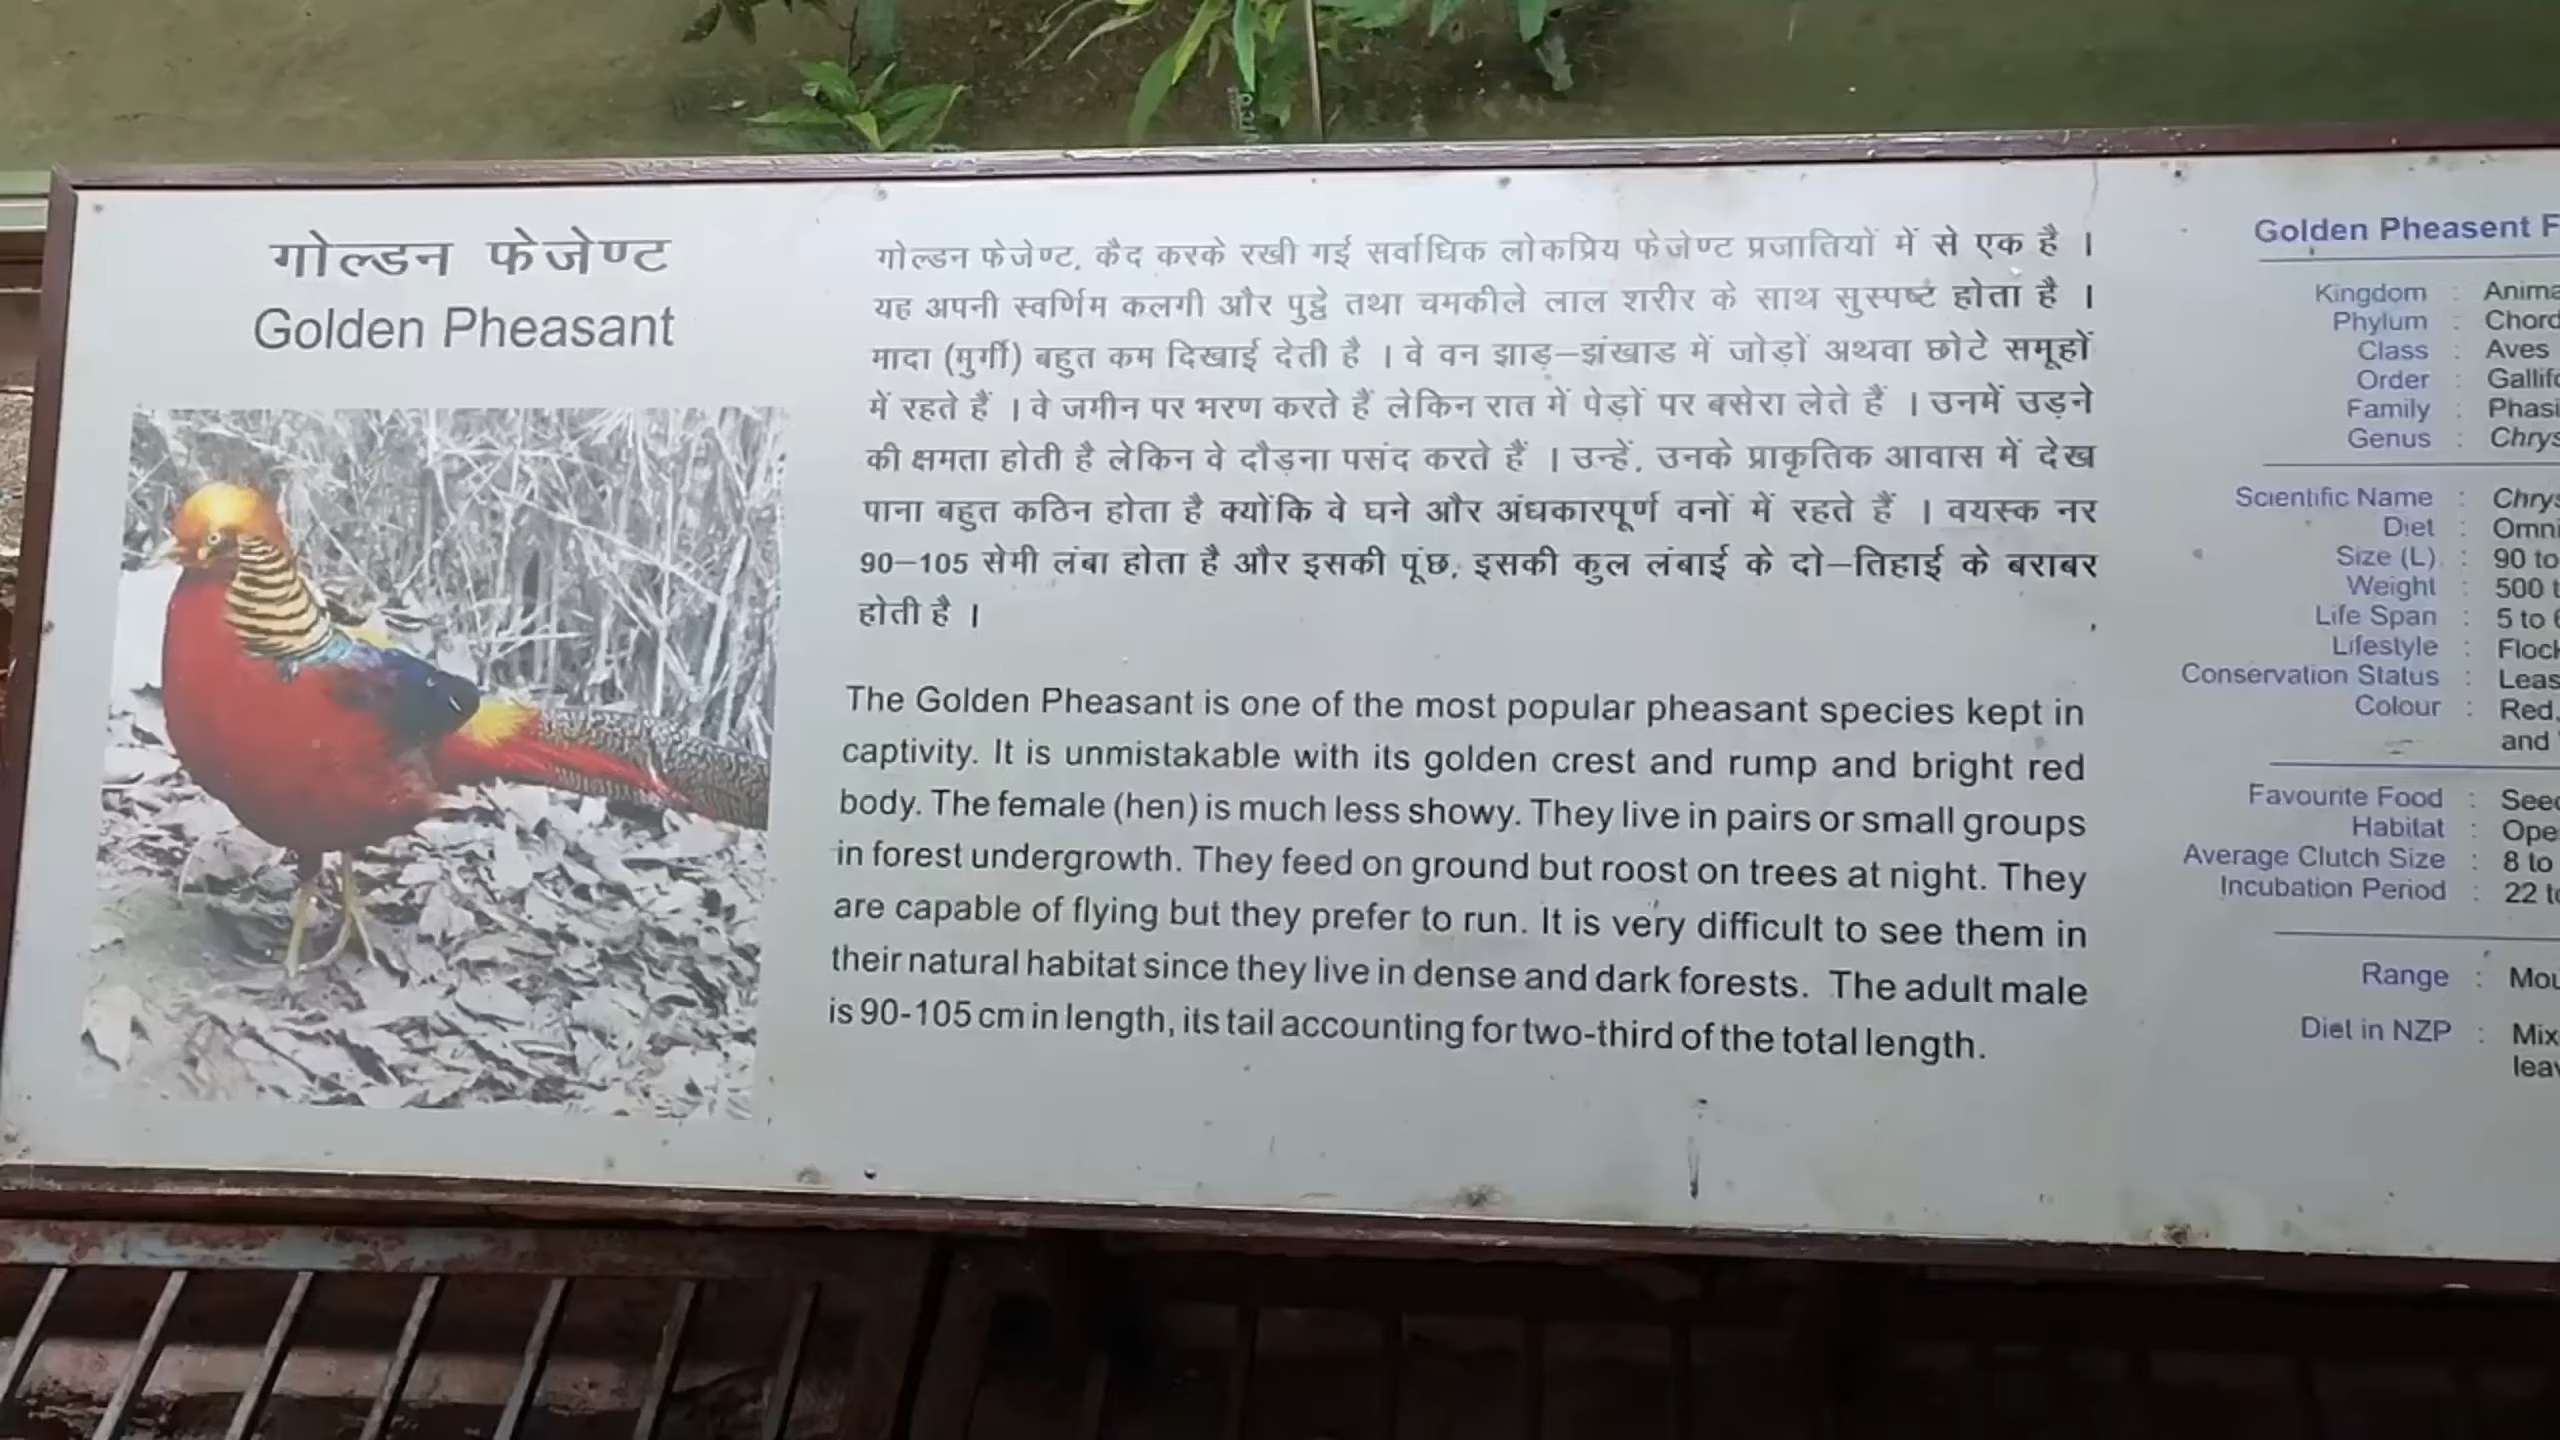 गोल्डन फेजेण्ट
Golden Pheasant
गोल्डन फेजेण्ट, कैद करके रखी गई सर्वाधिक लोकप्रिय फेजेण्ट प्रजातियों में से एक है ।
यह अपनी स्वर्णिम कलगी और पुट्ठे तथा चमकीले लाल शरीर के साथ सुस्पष्ट होता है ।
मादा (मुर्गी) बहुत कम दिखाई देती है । वे वन झाड़–झंखाड में जोड़ों अथवा छोटे समूहों
में रहते हैं । वे जमीन पर भरण करते हैं लेकिन रात में पेड़ों पर बसेरा लेते हैं । उनमें उड़ने
की क्षमता होती है लेकिन वे दौड़ना पसंद करते हैं । उन्हें, उनके प्राकृतिक आवास में देख
पाना बहुत कठिन होता है क्योंकि वे घने और अंधकारपूर्ण वनों में रहते हैं । वयस्क नर
90–105 सेमी लंबा होता है और इसकी पूंछ, इसकी कुल लंबाई के दो–तिहाई के बराबर
होती है ।
The Golden Pheasant is one of the most popular pheasant species kept in
captivity. It is unmistakable with its golden crest and rump and bright red
body. The female (hen) is much less showy. They live in pairs or small groups
in forest undergrowth. They feed on ground but roost on trees at night. They
are capable of flying but they prefer to run. It is very difficult to see them in
their natural habitat since they live in dense and dark forests. The adult male
is 90-105 cm in length, its tail accounting for two-third of the total length.
Golden Pheasent F
Kingdom : Anima
Phylum : Chord
Class : Aves
Order : Gallifo
Family : Phasi
Genus : Chrys
Scientific Name : Chrys
Diet : Omni
Size (L) : 90 to
Weight : 500 t
Life Span : 5 to 6
Lifestyle : Flock
Conservation Status : Leas
Colour : Red,
and
Favourite Food : Seed
Habitat : Ope
Average Clutch Size : 8 to
Incubation Period : 22 to
Range : Mou
Diet in NZP : Mix
leav